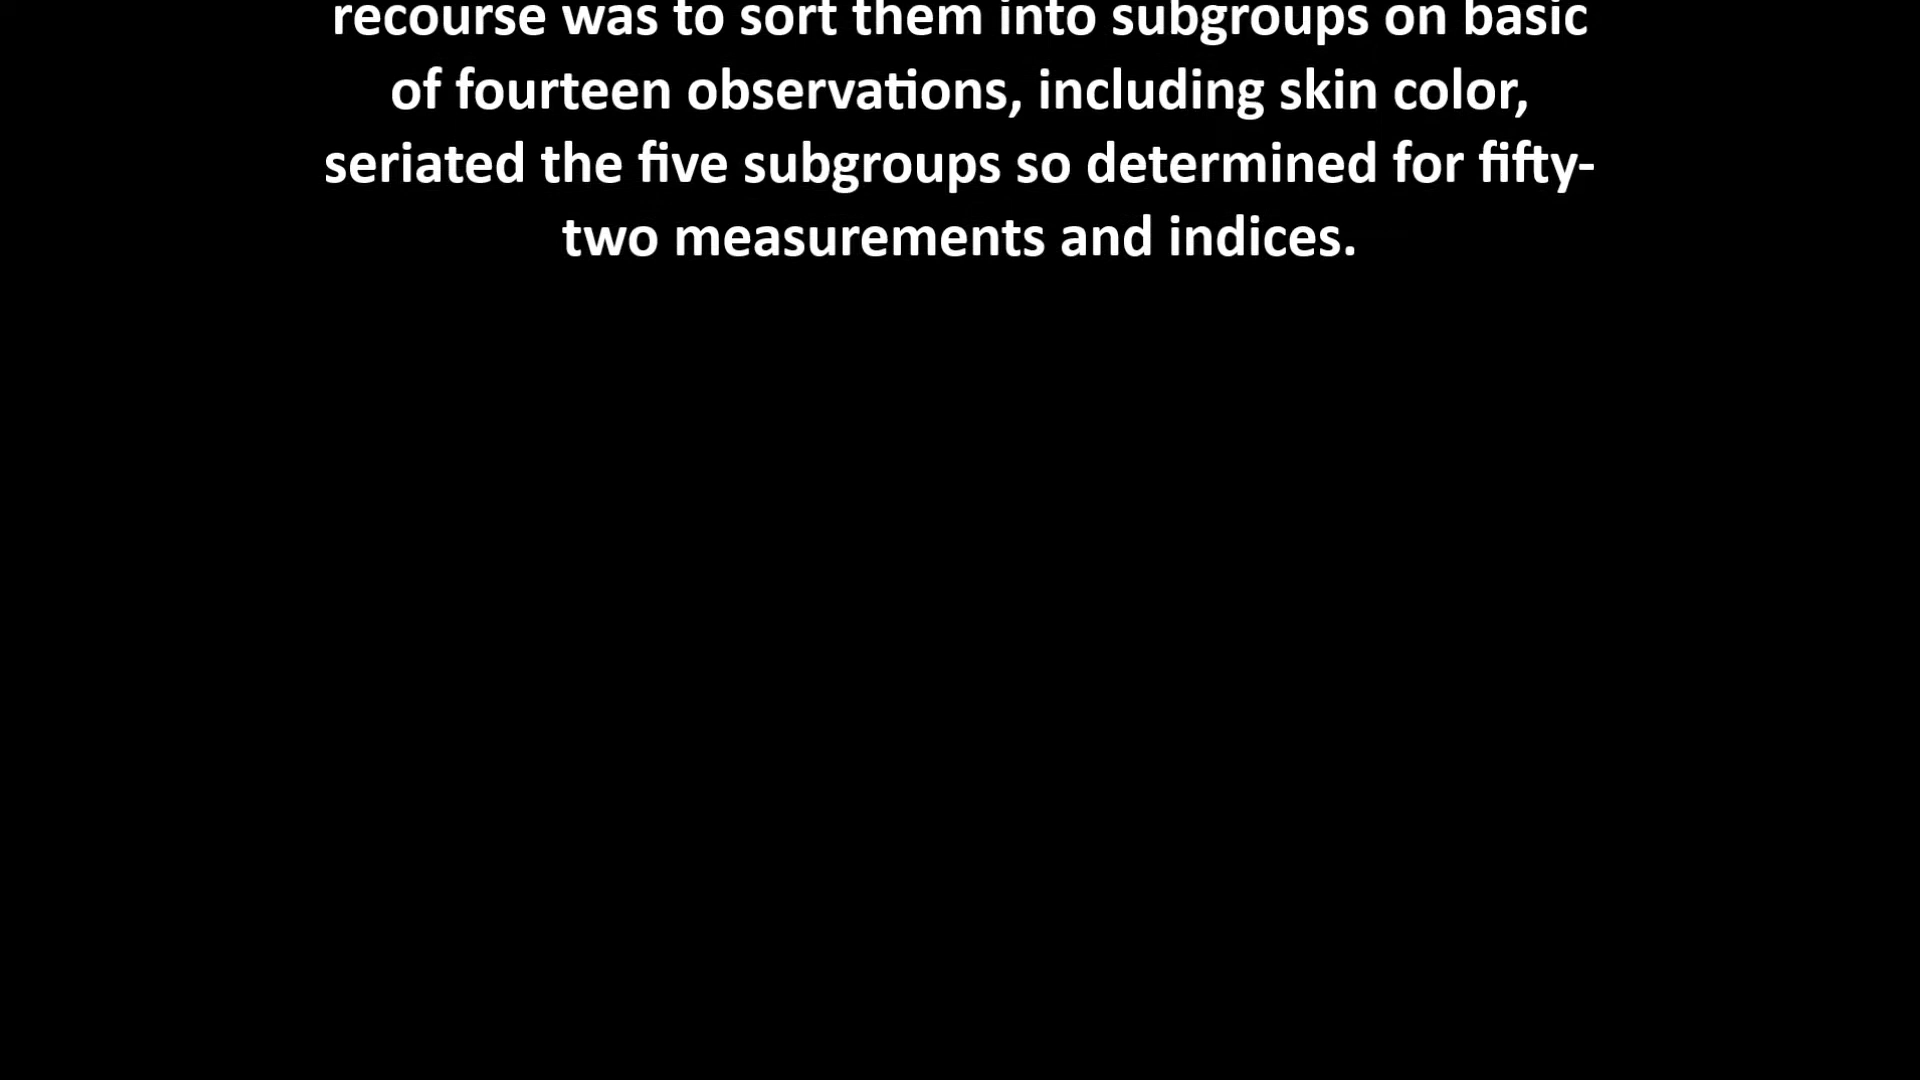 recourse was to sort them into subgroups on basic
of fourteen observations, including skin color,
seriated the five subgroups so determined for fifty-
two measurements and indices.